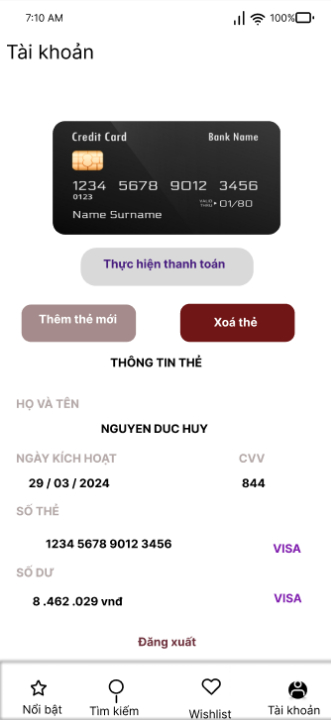 7:10 AM 100%
Tài khoản
Credit Card Bank Name
1234 5678 9012 3456
0123
VALID THRU 01/80
Name Surname
Thực hiện thanh toán
Thêm thẻ mới Xoá thẻ
THÔNG TIN THẺ
HỌ VÀ TÊN
NGUYEN DUC HUY
NGÀY KÍCH HOẠT CVV
29 / 03 / 2024 844
SỐ THẺ
1234 5678 9012 3456 VISA
SỐ DƯ
8 .462 .029 vnđ VISA
Đăng xuất
Nổi bật Tìm kiếm Wishlist Tài khoản